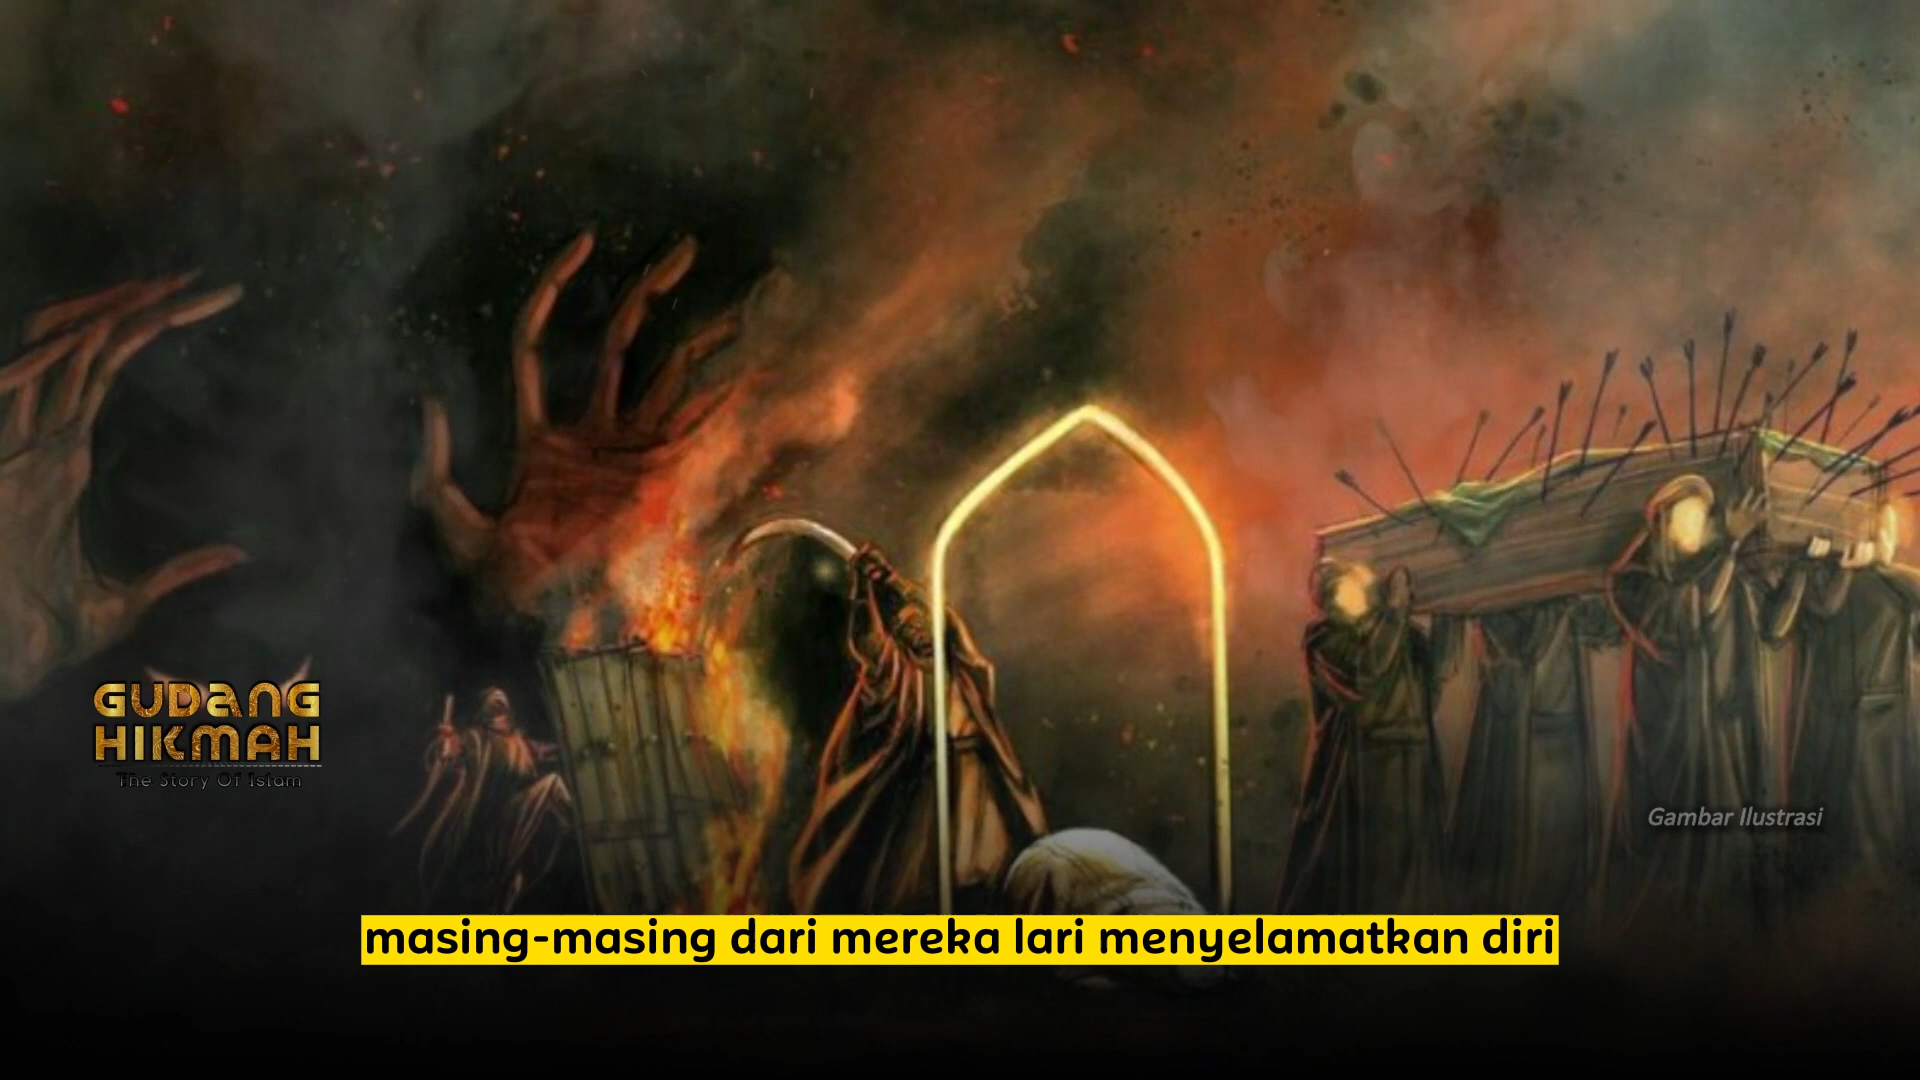 GUDANG
HIKMAH
The Story Of Islam
Gambar Ilustrasi
masing-masing dari mereka lari menyelamatkan diri